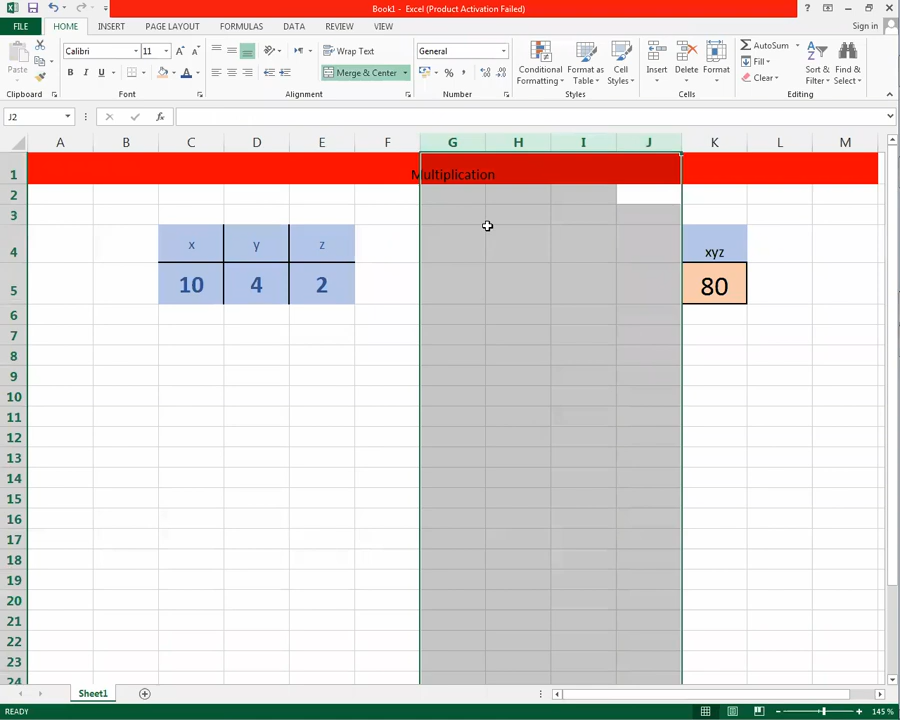 Book1 - Excel (Product Activation Failed)
FILE HOME INSERT PAGE LAYOUT FORMULAS DATA REVIEW VIEW Sign in
Calibri 11 Wrap Text General AutoSum
Paste B I U Merge & Center % , Conditional Formatting Format as Table Cell Styles Insert Delete Format Fill Clear Sort & Filter Find & Select
Clipboard Font Alignment Number Styles Cells Editing
J2 fx
A B C D E F G H I J K L M
1 Multiplication
2
3
4 x y z xyz
5 10 4 2 80
6
7
8
9
10
11
12
13
14
15
16
17
18
19
20
21
22
23
24
Sheet1
READY 145 %